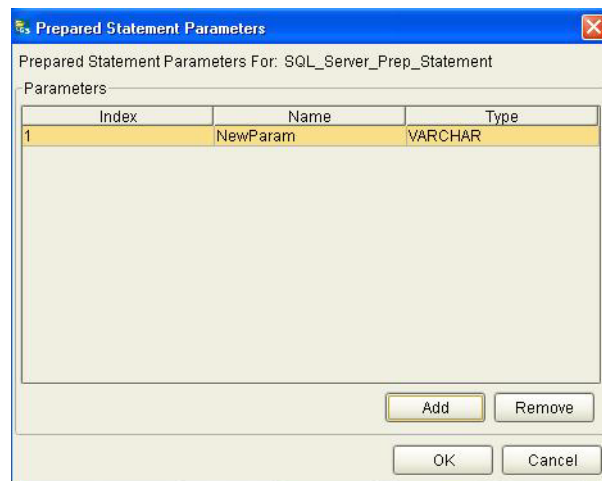 Prepared Statement Parameters
Prepared Statement Parameters For: SQL_Server_Prep_Statement
Parameters
Index Name Type
1 NewParam VARCHAR
Add Remove
OK Cancel